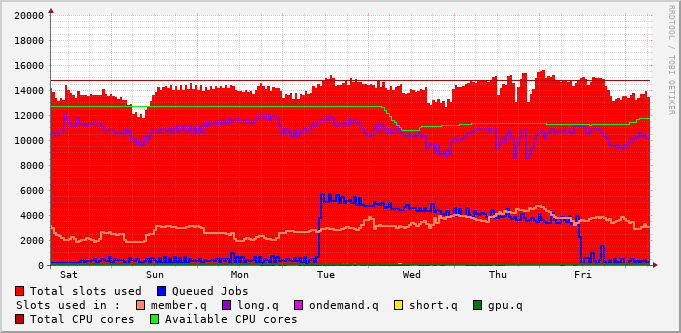 20000
18000
16000
14000
12000
10000
8000
6000
4000
2000
0
Sat Sun Mon Tue Wed Thu Fri
RRDTOOL / TOBI OETIKER
Total slots used Queued Jobs
Slots used in : member.q long.q ondemand.q short.q gpu.q
Total CPU cores Available CPU cores